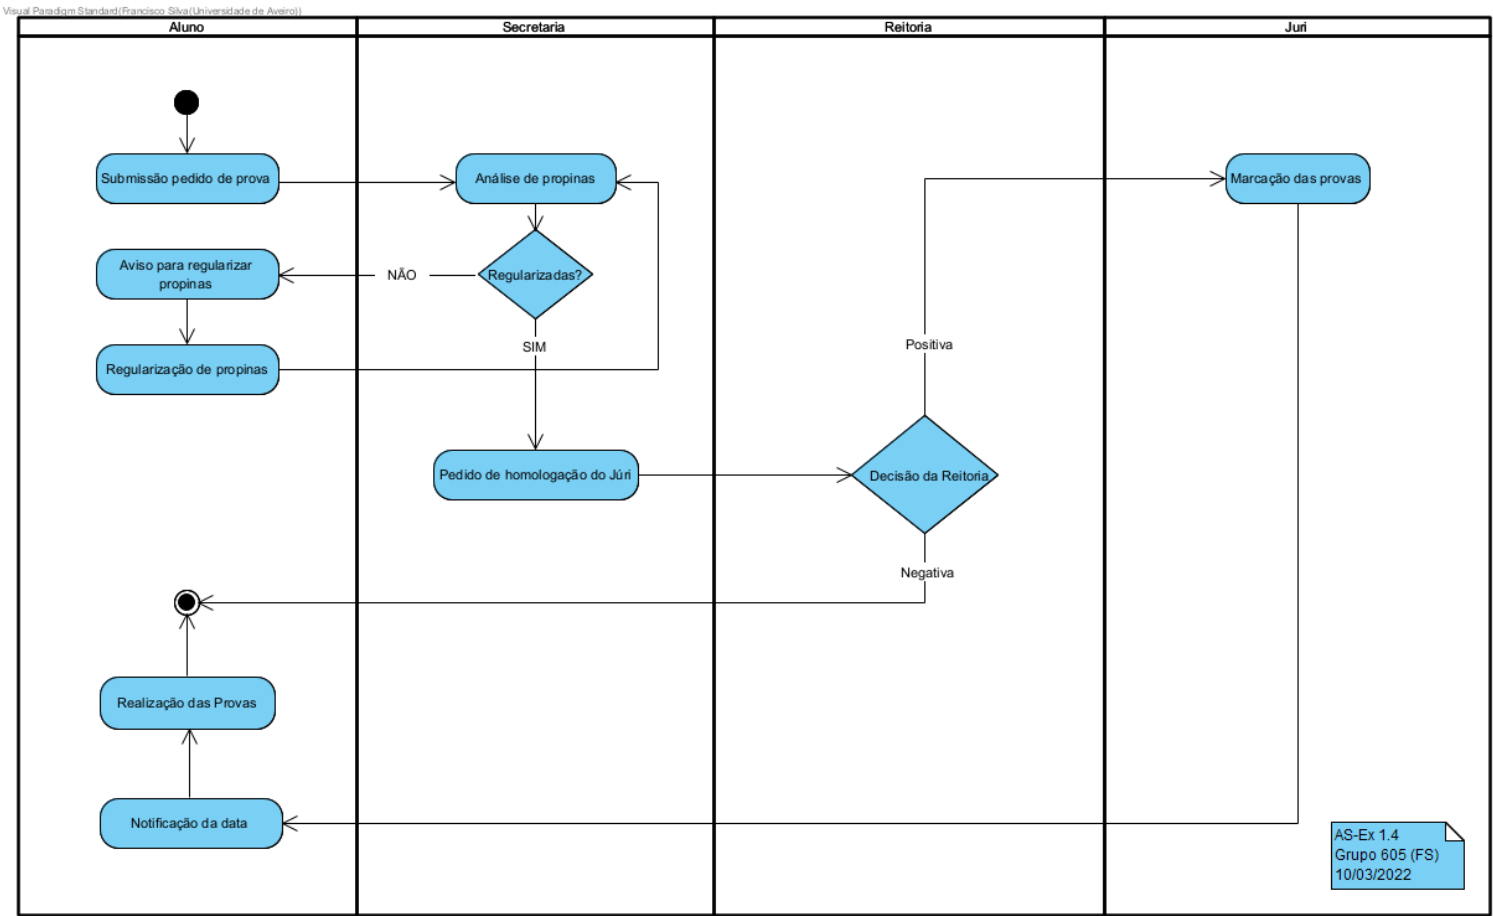 Visual Paradigm Standard(Francisco Silva(Universidade de Aveiro))
Aluno
Secretaria
Reitoria
Juri
Submissão pedido de prova
Análise de propinas
Marcação das provas
Aviso para regularizar
propinas
NÃO
Regularizadas?
SIM
Regularização de propinas
Positiva
Pedido de homologação do Júri
Decisão da Reitoria
Negativa
Realização das Provas
Notificação da data
AS-Ex 1.4
Grupo 605 (FS)
10/03/2022